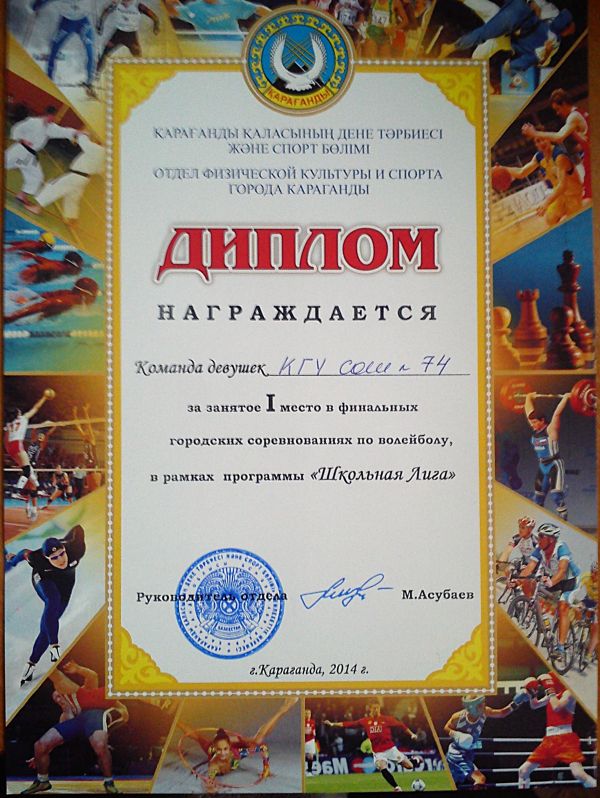 ҚАРАҒАНДЫ
ҚАРАҒАНДЫ ҚАЛАСЫНЫҢ ДЕНЕ ТӘРБИЕСІ
ЖӘНЕ СПОРТ БӨЛІМІ
ОТДЕЛ ФИЗИЧЕСКОЙ КУЛЬТУРЫ И СПОРТА
ГОРОДА КАРАГАНДЫ
ДИПЛОМ
НАГРАЖДАЕТСЯ
Команда девушек КГУ СОШ № 74
за занятое I место в финальных
городских соревнованиях по волейболу,
в рамках программы «Школьная Лига»
Руководитель отдела М.Асубаев
г.Караганда, 2014 г.